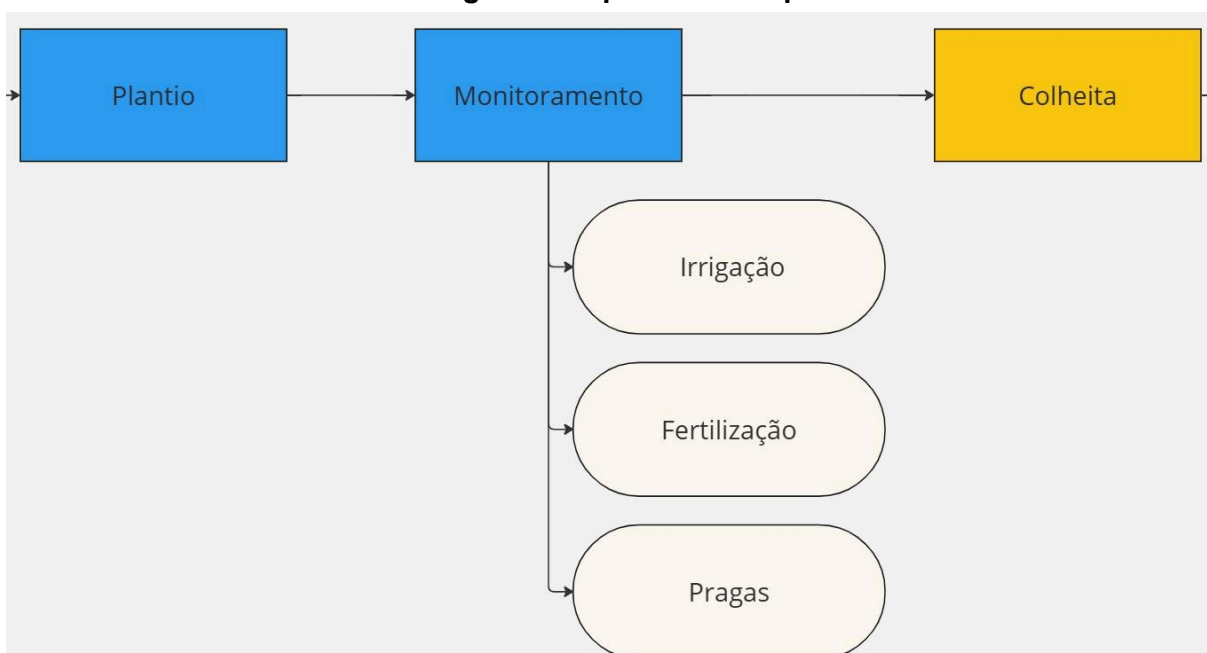 Plantio
Monitoramento
Colheita
Irrigação
Fertilização
Pragas